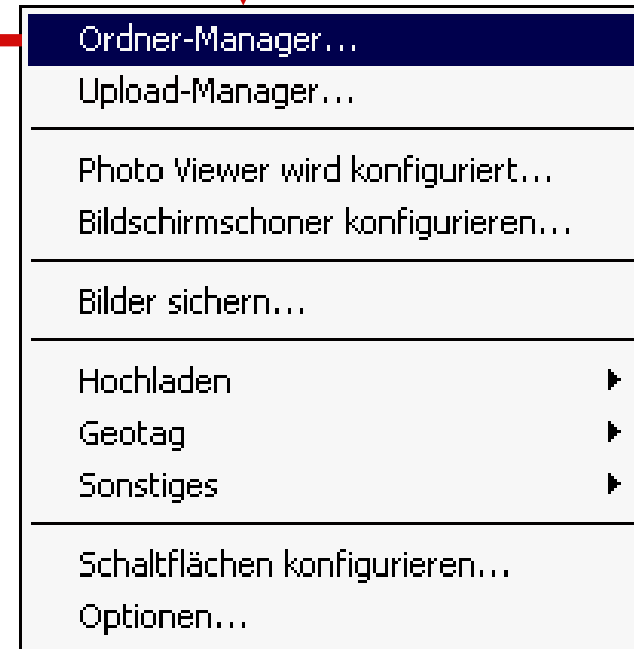 Ordner-Manager...
Upload-Manager...
Photo Viewer wird konfiguriert...
Bildschirmschoner konfigurieren...
Bilder sichern...
Hochladen
Geotag
Sonstiges
Schaltflächen konfigurieren...
Optionen...